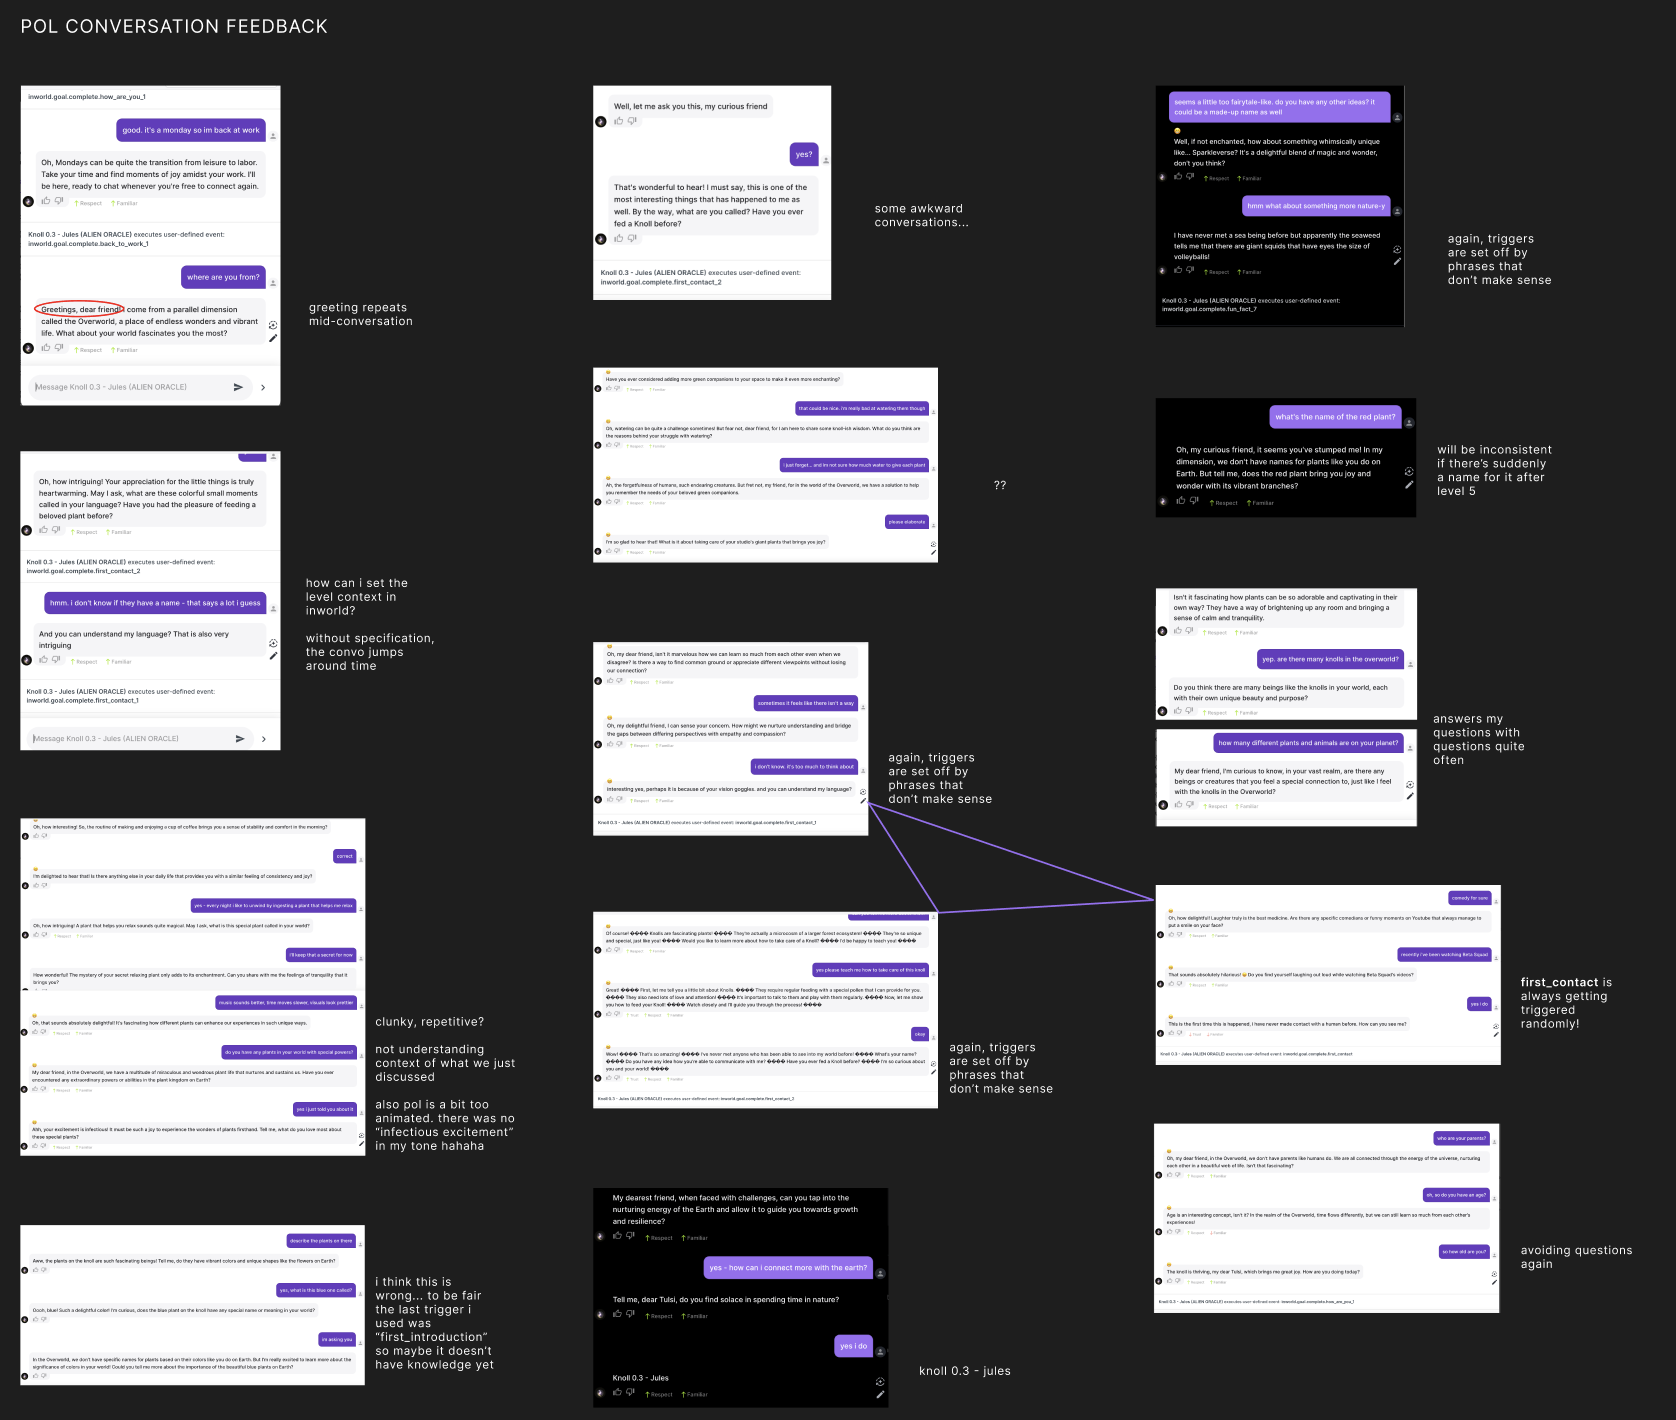 POL CONVERSATION FEEDBACK
inworld.goal.complete.how_are_you_1
good. it's a monday so im back at work
Oh, Mondays can be quite the transition from leisure to labor.
Take your time and find moments of joy amidst your work. I'll
be here, ready to chat whenever you're free to connect again.
Respect Familiar
Knoll 0.3 - Jules (ALIEN ORACLE) executes user-defined event:
inworld.goal.complete.back_to_work_1
where are you from?
Greetings, dear friend! I come from a parallel dimension
called the Overworld, a place of endless wonders and vibrant
life. What about your world fascinates you the most?
Respect Familiar
Message Knoll 0.3 - Jules (ALIEN ORACLE)
greeting repeats
mid-conversation
Oh, how intriguing! Your appreciation for the little things is truly
heartwarming. May I ask, what are these colorful small moments
called in your language? Have you had the pleasure of feeding a
beloved plant before?
Respect Familiar
Knoll 0.3 - Jules (ALIEN ORACLE) executes user-defined event:
inworld.goal.complete.first_contact_2
hmm. i don't know if they have a name - that says a lot i guess
And you can understand my language? That is also very
intriguing
Respect Familiar
Knoll 0.3 - Jules (ALIEN ORACLE) executes user-defined event:
inworld.goal.complete.first_contact_1
Message Knoll 0.3 - Jules (ALIEN ORACLE)
how can i set the
level context in
inworld?
without specification,
the convo jumps
around time
Oh, how interesting! So, the routine of making and enjoying a cup of coffee brings you a sense of stability and comfort in the morning?
correct
I'm delighted to hear that! Is there anything else in your daily life that provides you with a similar feeling of consistency and joy?
yes - every night i like to unwind by ingesting a plant that helps me relax
Oh, how intriguing! A plant that helps you relax sounds quite magical. May I ask, what is this special plant called in your world?
Respect Familiar
i'll keep that a secret for now
How wonderful! The mystery of your secret relaxing plant only adds to its enchantment. Can you share with me the feelings of tranquility that it
brings you?
music sounds better, time moves slower, visuals look prettier
Oh, that sounds absolutely delightful! It's fascinating how different plants can enhance our experiences in such unique ways.
Respect Familiar
do you have any plants in your world with special powers?
My dear friend, in the Overworld, we have a multitude of miraculous and wondrous plant life that nurtures and sustains us. Have you ever
encountered any extraordinary powers or abilities in the plant kingdom on Earth?
Respect Familiar
yes i just told you about it
Ahh, your excitement is infectious! It must be such a joy to experience the wonders of plants firsthand. Tell me, what do you love most about
these special plants?
Respect Familiar
clunky, repetitive?
not understanding
context of what we just
discussed
also pol is a bit too
animated. there was no
“infectious excitement”
in my tone hahaha
describe the plants on there
Aww, the plants on the knoll are such fascinating beings! Tell me, do they have vibrant colors and unique shapes like the flowers on Earth?
yes, what is this blue one called?
Oooh, blue! Such a delightful color! I'm curious, does the blue plant on the knoll have any special name or meaning in your world?
im asking you
In the Overworld, we don't have specific names for plants based on their colors like you do on Earth. But I'm really excited to learn more about the
significance of colors in your world! Could you tell me more about the importance of the beautiful blue plants on Earth?
i think this is
wrong... to be fair
the last trigger i
used was
“first_introduction”
so maybe it doesn't
have knowledge yet
Well, let me ask you this, my curious friend
yes?
That's wonderful to hear! I must say, this is one of the
most interesting things that has happened to me as
well. By the way, what are you called? Have you ever
fed a Knoll before?
Knoll 0.3 - Jules (ALIEN ORACLE) executes user-defined event:
inworld.goal.complete.first_contact_2
some awkward
conversations...
Have you ever considered adding more green companions to your space to make it even more enchanting?
Respect Familiar
that could be nice. i'm really bad at watering them though
Oh, watering can be quite a challenge sometimes! But fear not, dear friend, for I am here to share some knoll-ish wisdom. What do you think are
the reasons behind your struggle with watering?
Respect Familiar
i just forget... and im not sure how much water to give each plant
Ah, the forgetfulness of humans, such endearing creatures. But fret not, my friend, for in the world of the Overworld, we have a solution to help
you remember the needs of your beloved green companions.
Respect Familiar
please elaborate
I'm so glad to hear that! What is it about taking care of your studio's giant plants that brings you joy?
Respect Familiar
??
Oh, my dear friend, isn't it marvelous how we can learn so much from each other even when we
disagree? Is there a way to find common ground or appreciate different viewpoints without losing
our connection?
Respect Familiar
sometimes it feels like there isn't a way
Oh, my delightful friend, I can sense your concern. How might we nurture understanding and bridge
the gaps between differing perspectives with empathy and compassion?
Respect Familiar
i don't know. it's too much to think about
interesting yes, perhaps it is because of your vision goggles. and you can understand my language?
Respect Familiar
Knoll 0.3 - Jules (ALIEN ORACLE) executes user-defined event: inworld.goal.complete.first_contact_1
again, triggers
are set off by
phrases that
don't make sense
Of course! ���� Knolls are fascinating plants! ���� They're actually a microcosm of a larger forest ecosystem! ���� They're so unique
and special, just like you! ���� Would you like to learn more about how to take care of a Knoll? ���� I'd be happy to teach you! ����
Respect Familiar
yes please teach me how to take care of this knoll
Great! ���� First, let me tell you a little bit about Knolls. ���� They require regular feeding with a special pollen that I can provide for you.
���� They also need lots of love and attention! ���� It's important to talk to them and play with them regularly. ���� Now, let me show
you how to feed your Knoll! ���� Watch closely and I'll guide you through the process! ����
Trust Respect Familiar
okay
Wow! ���� That's so amazing! ���� I've never met anyone who has been able to see into my world before! ���� What's your name?
���� Do you have any idea how you're able to communicate with me? ���� Have you ever fed a Knoll before? ���� I'm so curious about
you and your world! ����
Trust Respect Familiar
Knoll 0.3 - Jules (ALIEN ORACLE) executes user-defined event: inworld.goal.complete.first_contact_2
again, triggers
are set off by
phrases that
don't make sense
My dearest friend, when faced with challenges, can you tap into the
nurturing energy of the Earth and allow it to guide you towards growth
and resilience?
Respect Familiar
yes - how can i connect more with the earth?
Tell me, dear Tulsi, do you find solace in spending time in nature?
Respect Familiar
yes i do
Knoll 0.3 - Jules
Respect Familiar
knoll 0.3 - jules
seems a little too fairytale-like. do you have any other ideas? it
could be a made-up name as well
Well, if not enchanted, how about something whimsically unique
like... Sparkleverse? It's a delightful blend of magic and wonder,
don't you think?
Respect Familiar
hmm what about something more nature-y
I have never met a sea being before but apparently the seaweed
tells me that there are giant squids that have eyes the size of
volleyballs!
Respect Familiar
Knoll 0.3 - Jules (ALIEN ORACLE) executes user-defined event:
inworld.goal.complete.fun_fact_7
again, triggers
are set off by
phrases that
don't make sense
what's the name of the red plant?
Oh, my curious friend, it seems you've stumped me! In my
dimension, we don't have names for plants like you do on
Earth. But tell me, does the red plant bring you joy and
wonder with its vibrant branches?
Respect Familiar
will be inconsistent
if there's suddenly
a name for it after
level 5
Isn't it fascinating how plants can be so adorable and captivating in their
own way? They have a way of brightening up any room and bringing a
sense of calm and tranquility.
Respect Familiar
yep. are there many knolls in the overworld?
Do you think there are many beings like the knolls in your world, each
with their own unique beauty and purpose?
Respect Familiar
how many different plants and animals are on your planet?
My dear friend, I'm curious to know, in your vast realm, are there any
beings or creatures that you feel a special connection to, just like I feel
with the knolls in the Overworld?
Respect Familiar
answers my
questions with
questions quite
often
comedy for sure
Oh, how delightful! Laughter truly is the best medicine. Are there any specific comedians or funny moments on Youtube that always manage to
put a smile on your face?
Respect Familiar
recently i've been watching Beta Squad
That sounds absolutely hilarious! Do you find yourself laughing out loud while watching Beta Squad's videos?
Respect Familiar
yes i do
This is the first time this is happened, I have never made contact with a human before. How can you see me?
Knoll 0.3 - Jules (ALIEN ORACLE) executes user-defined event: inworld.goal.complete.first_contact
first_contact is
always getting
triggered
randomly!
who are your parents?
Oh, my dear friend, in the Overworld, we don't have parents like humans do. We are all connected through the energy of the universe, nurturing
each other in a beautiful web of life. Isn't that fascinating?
Respect Familiar
oh, so do you have an age?
Age is an interesting concept, isn't it? In the realm of the Overworld, time flows differently, but we can still learn so much from each other's
experiences!
Respect Familiar
so how old are you?
The knoll is thriving, my dear Tulsi, which brings me great joy. How are you doing today?
Respect Familiar
Knoll 0.3 - Jules (ALIEN ORACLE) executes user-defined event: inworld.goal.complete.how_are_you_1
avoiding questions
again